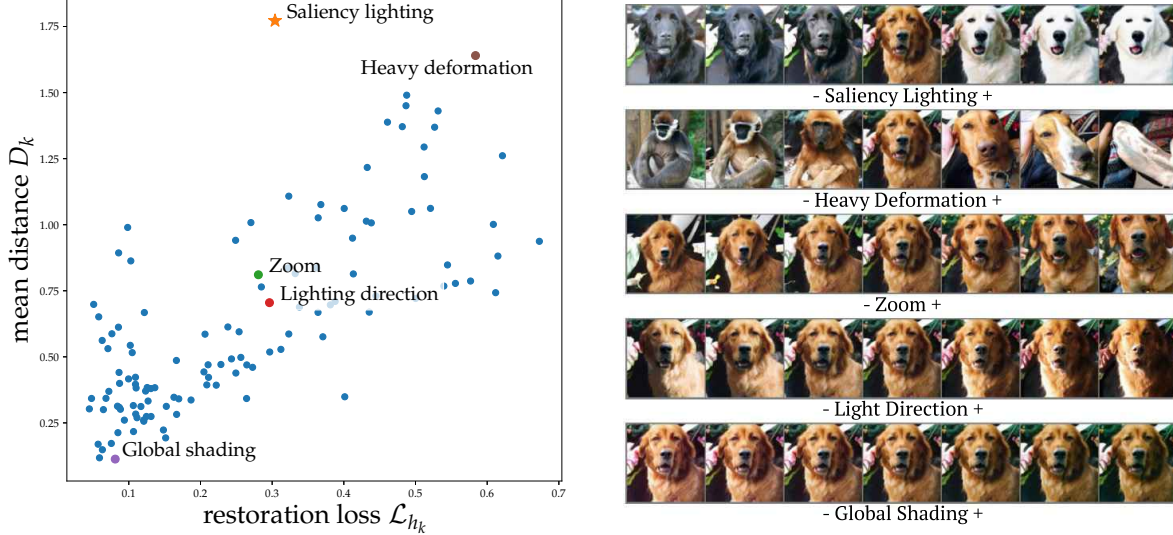 Saliency lighting
Heavy deformation
Zoom
Lighting direction
Global shading
mean distance D_k
1.75
1.50
1.25
1.00
0.75
0.50
0.25
0.1
0.2
0.3
0.4
0.5
0.6
0.7
restoration loss ℒ_{h_k}
- Saliency Lighting +
- Heavy Deformation +
- Zoom +
- Light Direction +
- Global Shading +